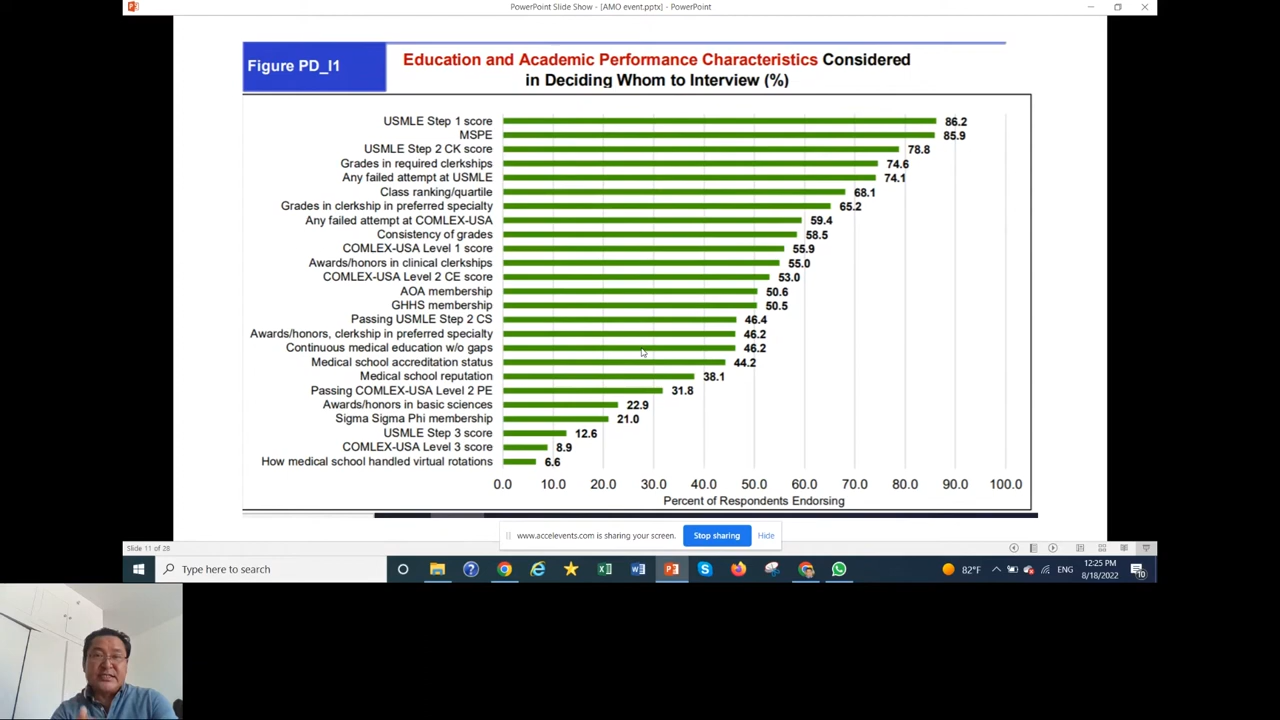 PowerPoint Slide Show - [AMO event.pptx] - PowerPoint
Figure PD_I1
Education and Academic Performance Characteristics Considered
in Deciding Whom to Interview (%)
USMLE Step 1 score 86.2
MSPE 85.9
USMLE Step 2 CK score 78.8
Grades in required clerkships 74.6
Any failed attempt at USMLE 74.1
Class ranking/quartile 68.1
Grades in clerkship in preferred specialty 65.2
Any failed attempt at COMLEX-USA 59.4
Consistency of grades 58.5
COMLEX-USA Level 1 score 55.9
Awards/honors in clinical clerkships 55.0
COMLEX-USA Level 2 CE score 53.0
AOA membership 50.6
GHHS membership 50.5
Passing USMLE Step 2 CS 46.4
Awards/honors, clerkship in preferred specialty 46.2
Continuous medical education w/o gaps 46.2
Medical school accreditation status 44.2
Medical school reputation 38.1
Passing COMLEX-USA Level 2 PE 31.8
Awards/honors in basic sciences 22.9
Sigma Sigma Phi membership 21.0
USMLE Step 3 score 12.6
COMLEX-USA Level 3 score 8.9
How medical school handled virtual rotations 6.6
0.0 10.0 20.0 30.0 40.0 50.0 60.0 70.0 80.0 90.0 100.0
Percent of Respondents Endorsing
www.accelevents.com is sharing your screen. Stop sharing Hide
Slide 11 of 28
Type here to search
82°F ENG
12:25 PM
8/18/2022
10